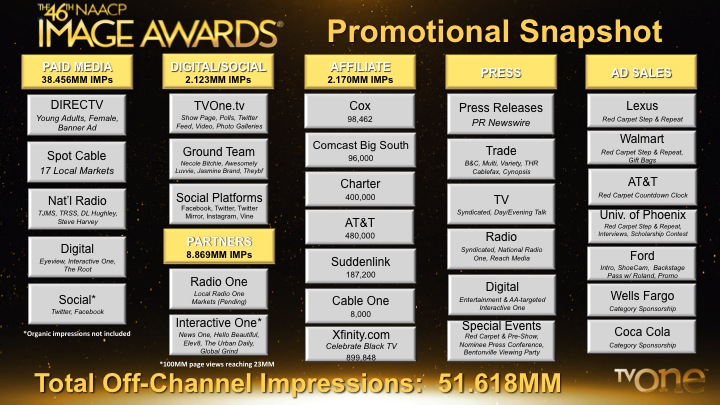 THE 46TH NAACP
IMAGE AWARDS®
Promotional Snapshot
PAID MEDIA
38.456MM IMPs
DIRECTV
Young Adults, Female,
Banner Ad
Spot Cable
17 Local Markets
Nat'l Radio
TJMS, TRSS, DL Hughley,
Steve Harvey
Digital
Eyeview, Interactive One,
The Root
Social*
Twitter, Facebook
*Organic impressions not included
DIGITAL/SOCIAL
2.123MM IMPs
TVOne.tv
Show Page, Polls, Twitter
Feed, Video, Photo Galleries
Ground Team
Necole Bitchie, Awesomely
Luvvie, Jasmine Brand, Theybf
Social Platforms
Facebook, Twitter, Twitter
Mirror, Instagram, Vine
PARTNERS
8.869MM IMPs
Radio One
Local Radio One
Markets (Pending)
Interactive One*
News One, Hello Beautiful,
Elev8, The Urban Daily,
Global Grind
*100MM page views reaching 23MM
AFFILIATE
2.170MM IMPs
Cox
98,462
Comcast Big South
96,000
Charter
400,000
AT&T
480,000
Suddenlink
187,200
Cable One
8,000
Xfinity.com
Celebrate Black TV
899,848
PRESS
Press Releases
PR Newswire
Trade
B&C, Multi, Variety, THR
Cablefax, Cynopsis
TV
Syndicated, Day/Evening Talk
Radio
Syndicated, National Radio
One, Reach Media
Digital
Entertainment & AA-targeted
Interactive One
Special Events
Red Carpet & Pre-Show,
Nominee Press Conference,
Bentonville Viewing Party
AD SALES
Lexus
Red Carpet Step & Repeat
Walmart
Red Carpet Step & Repeat,
Gift Bags
AT&T
Red Carpet Countdown Clock
Univ. of Phoenix
Red Carpet Step & Repeat,
Interviews, Scholarship Contest
Ford
Intro, ShoeCam, Backstage
Pass w/ Roland, Promo
Wells Fargo
Category Sponsorship
Coca Cola
Category Sponsorship
Total Off-Channel Impressions: 51.618MM
TV one